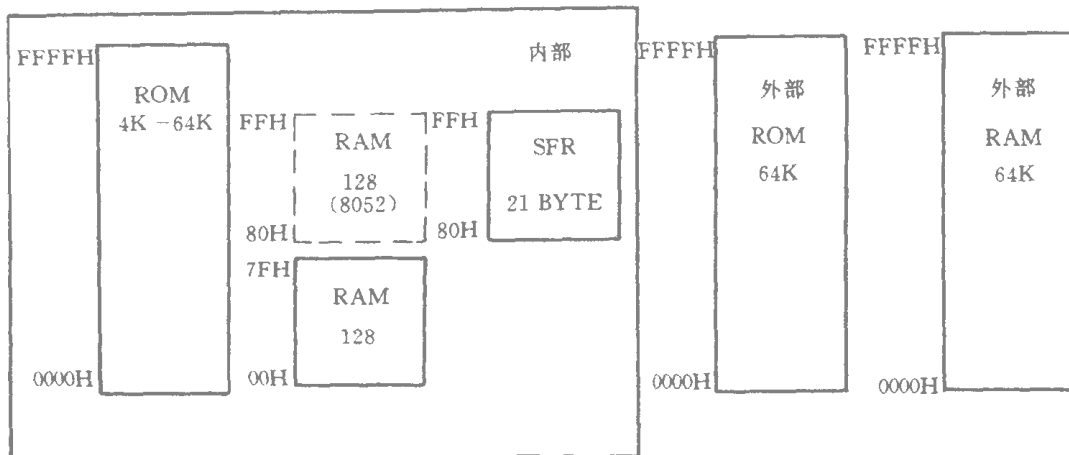 内部
FFFFH
ROM
4K－64K
0000H
FFH
RAM
128
(8052)
80H
7FH
RAM
128
00H
FFH
SFR
21 BYTE
80H
FFFFH
外部
ROM
64K
0000H
FFFFH
外部
RAM
64K
0000H